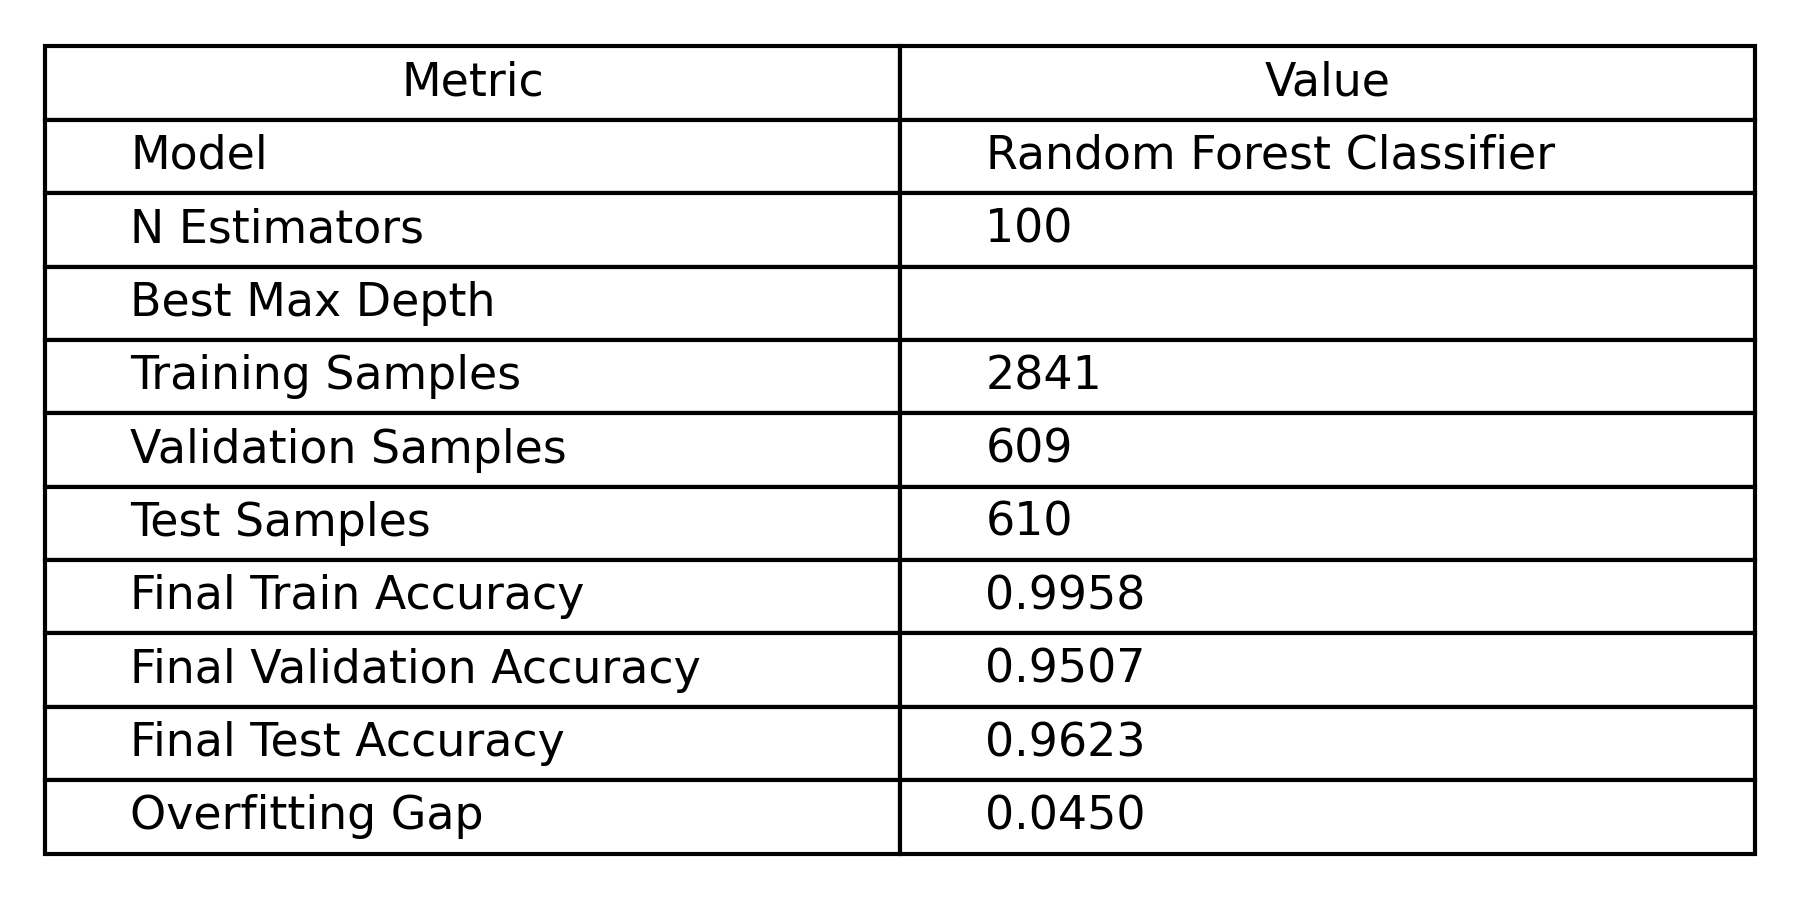 Metric Value
Model Random Forest Classifier
N Estimators 100
Best Max Depth
Training Samples 2841
Validation Samples 609
Test Samples 610
Final Train Accuracy 0.9958
Final Validation Accuracy 0.9507
Final Test Accuracy 0.9623
Overfitting Gap 0.0450